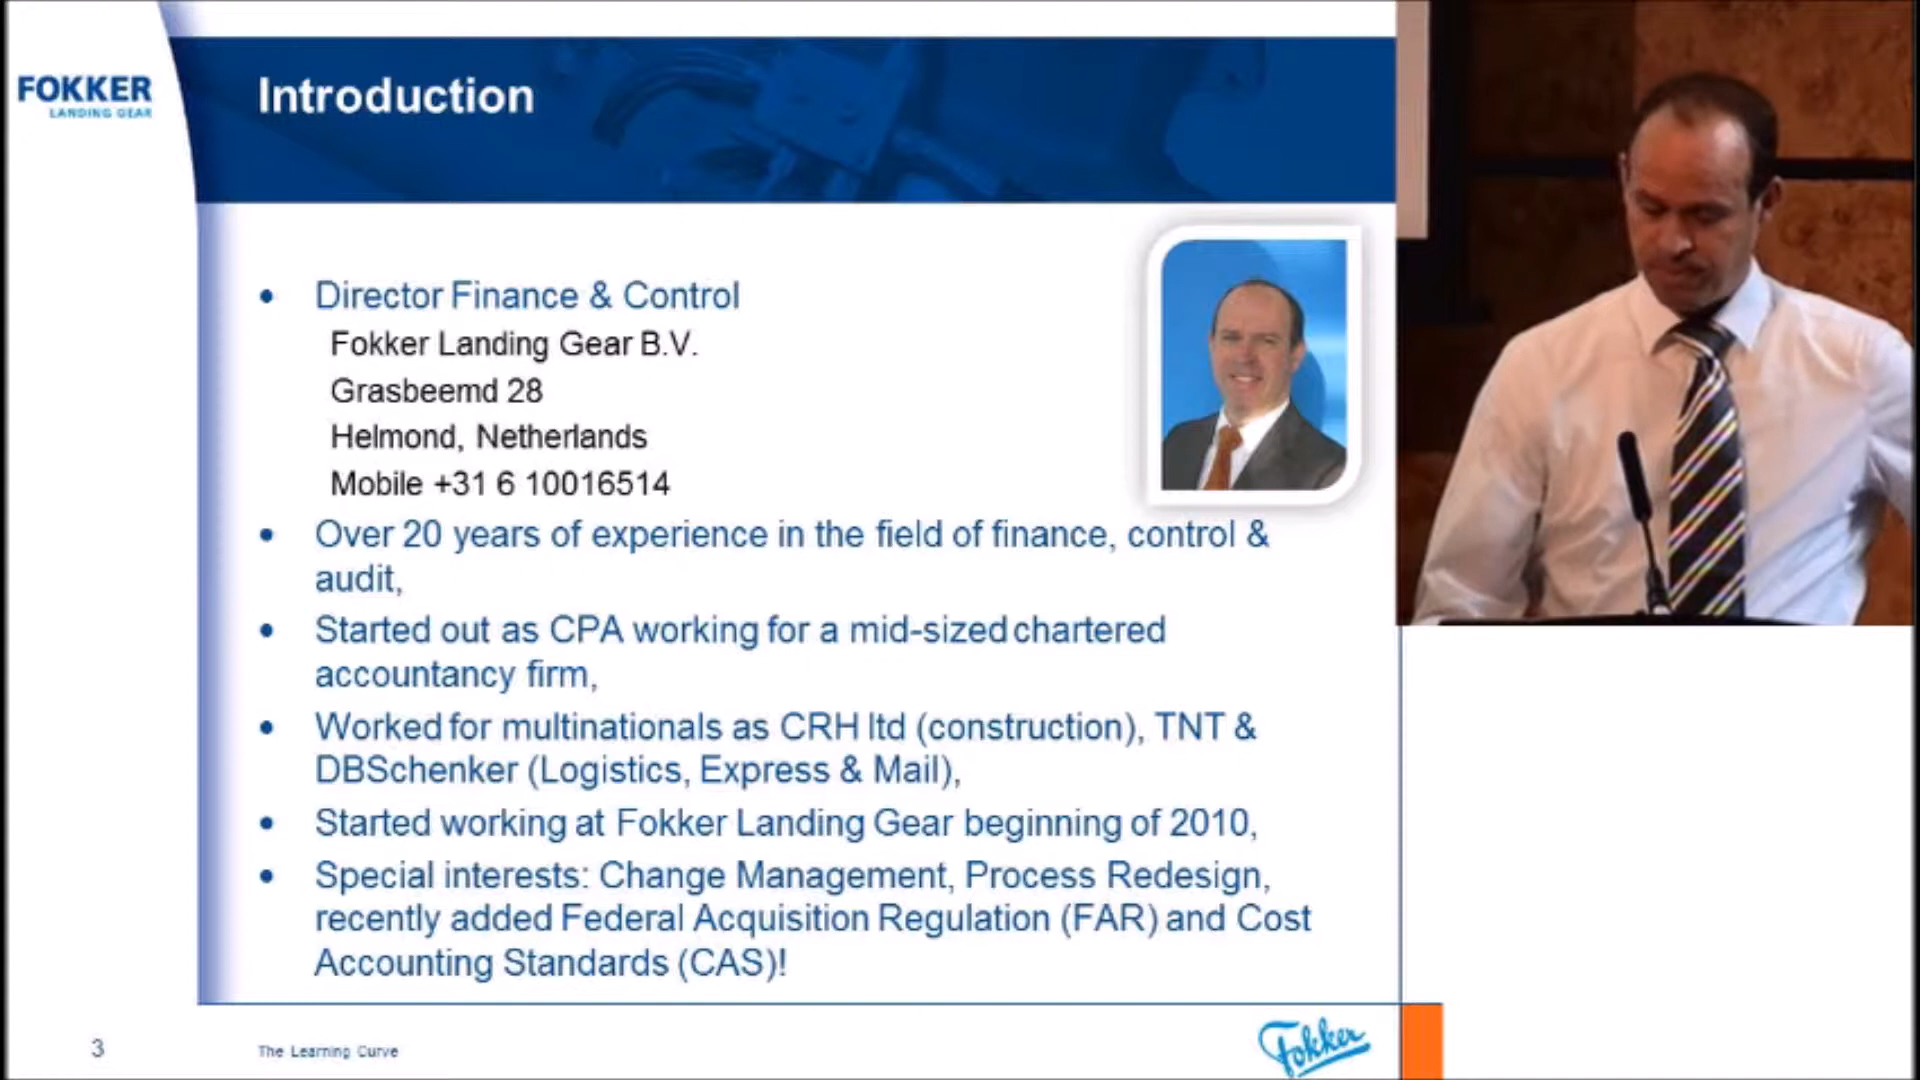 FOKKER
LANDING GEAR
Introduction
Director Finance & Control
Fokker Landing Gear B.V.
Grasbeemd 28
Helmond, Netherlands
Mobile +31 6 10016514
Over 20 years of experience in the field of finance, control &
audit,
Started out as CPA working for a mid-sized chartered
accountancy firm,
Worked for multinationals as CRH ltd (construction), TNT &
DBSchenker (Logistics, Express & Mail),
Started working at Fokker Landing Gear beginning of 2010,
Special interests: Change Management, Process Redesign,
recently added Federal Acquisition Regulation (FAR) and Cost
Accounting Standards (CAS)!
3
The Learning Curve
Fokker